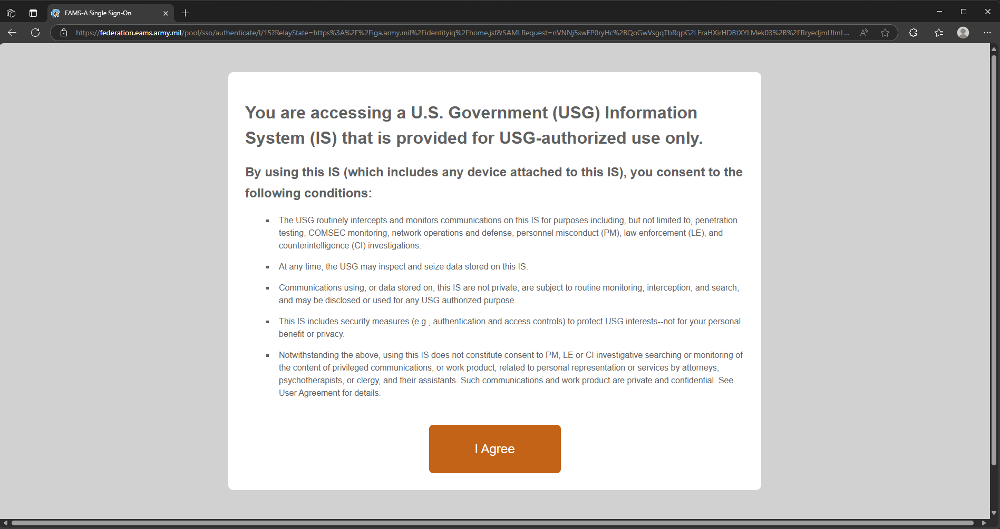 EAMS-A Single Sign-On
https://federation.eams.army.mil/pool/sso/authenticate/l/15?RelayState=https%3A%2F%2Figa.army.mil%2Fidentityiq%2Fhome.jsf&SAMLRequest=nVNNj5swEP0ryHc%2BQoGwVsgqTbRqpG2LEraHXirHDBtXYLMek03%2B%2FRryedjmUImL...
You are accessing a U.S. Government (USG) Information
System (IS) that is provided for USG-authorized use only.
By using this IS (which includes any device attached to this IS), you consent to the
following conditions:
▪ The USG routinely intercepts and monitors communications on this IS for purposes including, but not limited to, penetration
testing, COMSEC monitoring, network operations and defense, personnel misconduct (PM), law enforcement (LE), and
counterintelligence (CI) investigations.
▪ At any time, the USG may inspect and seize data stored on this IS.
▪ Communications using, or data stored on, this IS are not private, are subject to routine monitoring, interception, and search,
and may be disclosed or used for any USG authorized purpose.
▪ This IS includes security measures (e.g., authentication and access controls) to protect USG interests--not for your personal
benefit or privacy.
▪ Notwithstanding the above, using this IS does not constitute consent to PM, LE or CI investigative searching or monitoring of
the content of privileged communications, or work product, related to personal representation or services by attorneys,
psychotherapists, or clergy, and their assistants. Such communications and work product are private and confidential. See
User Agreement for details.
I Agree